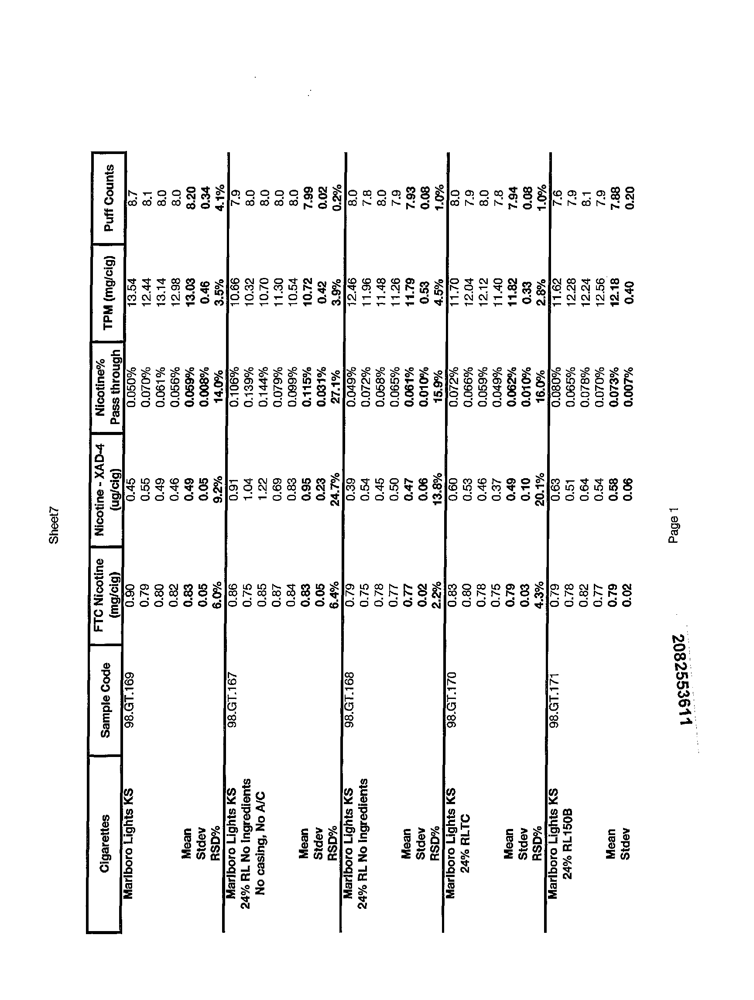 Sheet7
Cigarettes Sample Code FTC Nicotine (mg/cig) Nicotine - XAD-4 (ug/cig) Nicotine% Pass through TPM (mg/cig) Puff Counts
Marlboro Lights KS 98.GT.169 0.90 0.45 0.050% 13.54 8.7
0.79 0.55 0.070% 12.44 8.1
0.80 0.49 0.061% 13.14 8.0
0.82 0.46 0.056% 12.98 8.0
Mean 0.83 0.49 0.059% 13.03 8.20
Stdev 0.05 0.05 0.008% 0.46 0.34
RSD% 6.0% 9.2% 14.0% 3.5% 4.1%
Marlboro Lights KS 98.GT.167 0.86 0.91 0.106% 10.66 7.9
24% RL No Ingredients 0.75 1.04 0.139% 10.32 8.0
No casing, No A/C 0.85 1.22 0.144% 10.70 8.0
0.87 0.69 0.079% 11.30 8.0
0.84 0.83 0.099% 10.54 8.0
Mean 0.83 0.95 0.115% 10.72 7.99
Stdev 0.05 0.23 0.031% 0.42 0.02
RSD% 6.4% 24.7% 27.1% 3.9% 0.2%
Marlboro Lights KS 98.GT.168 0.79 0.39 0.049% 12.46 8.0
24% RL No Ingredients 0.75 0.54 0.072% 11.96 7.8
0.78 0.45 0.058% 11.48 8.0
0.77 0.50 0.065% 11.26 7.9
Mean 0.77 0.47 0.061% 11.79 7.93
Stdev 0.02 0.06 0.010% 0.53 0.08
RSD% 2.2% 13.8% 15.9% 4.5% 1.0%
Marlboro Lights KS 98.GT.170 0.83 0.60 0.072% 11.70 8.0
24% RLTC 0.80 0.53 0.066% 12.04 7.9
0.78 0.46 0.059% 12.12 8.0
0.75 0.37 0.049% 11.40 7.8
Mean 0.79 0.49 0.062% 11.82 7.94
Stdev 0.03 0.10 0.010% 0.33 0.08
RSD% 4.3% 20.1% 16.0% 2.8% 1.0%
Marlboro Lights KS 98.GT.171 0.79 0.63 0.080% 11.62 7.6
24% RL150B 0.78 0.51 0.065% 12.28 7.9
0.82 0.64 0.078% 12.24 8.1
0.77 0.54 0.070% 12.56 7.9
Mean 0.79 0.58 0.073% 12.18 7.88
Stdev 0.02 0.06 0.007% 0.40 0.20
Page 1
2082553611